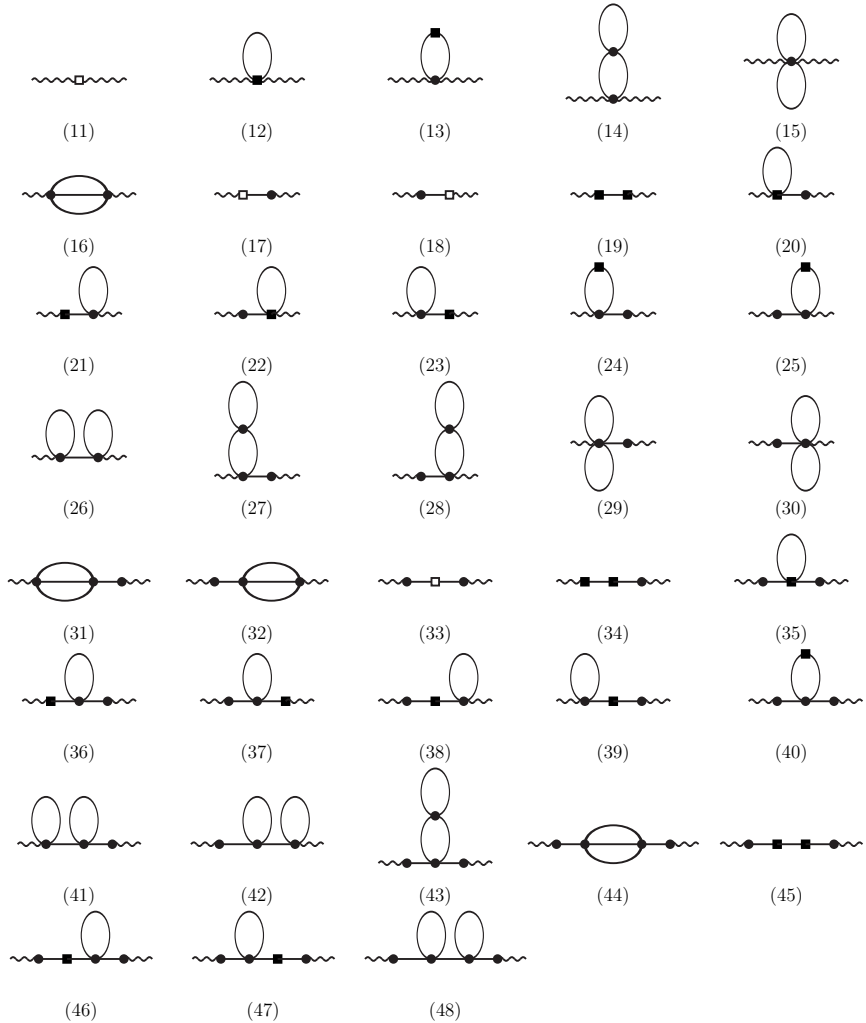 (11) (12) (13) (14) (15)
(16) (17) (18) (19) (20)
(21) (22) (23) (24) (25)
(26) (27) (28) (29) (30)
(31) (32) (33) (34) (35)
(36) (37) (38) (39) (40)
(41) (42) (43) (44) (45)
(46) (47) (48)